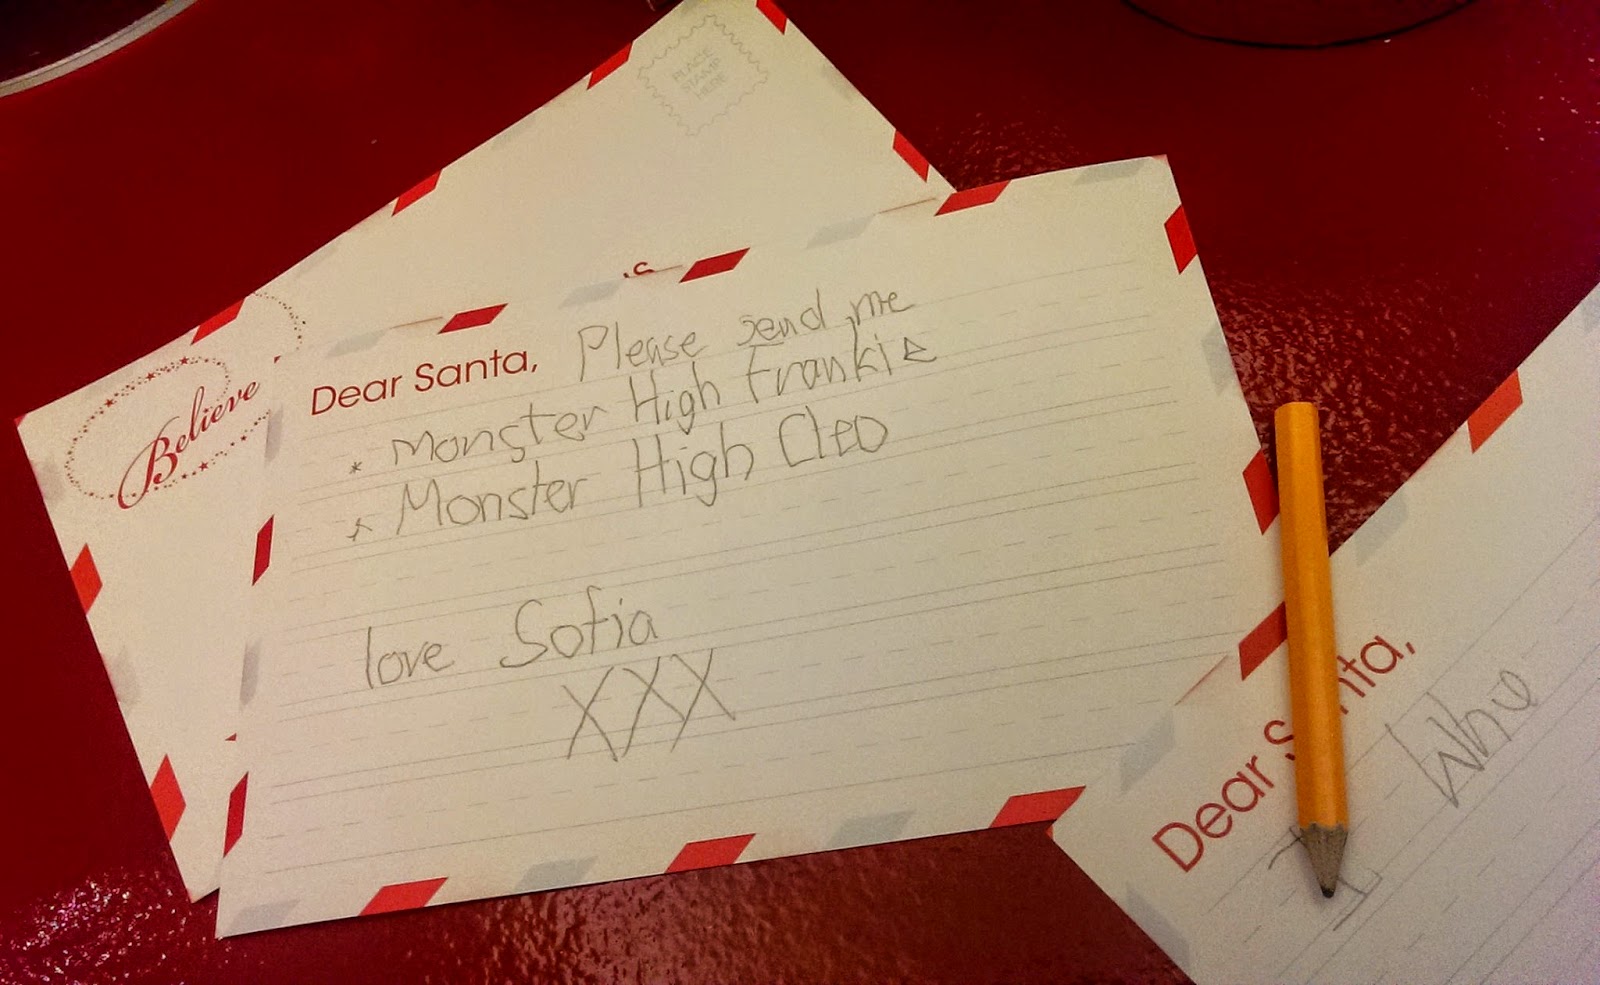 PLACE
STAMP
HERE
Believe
Dear Santa, Please send me
* Monster High Frankie
* Monster High Cleo
love Sofia
XXX
Dear Santa,
I